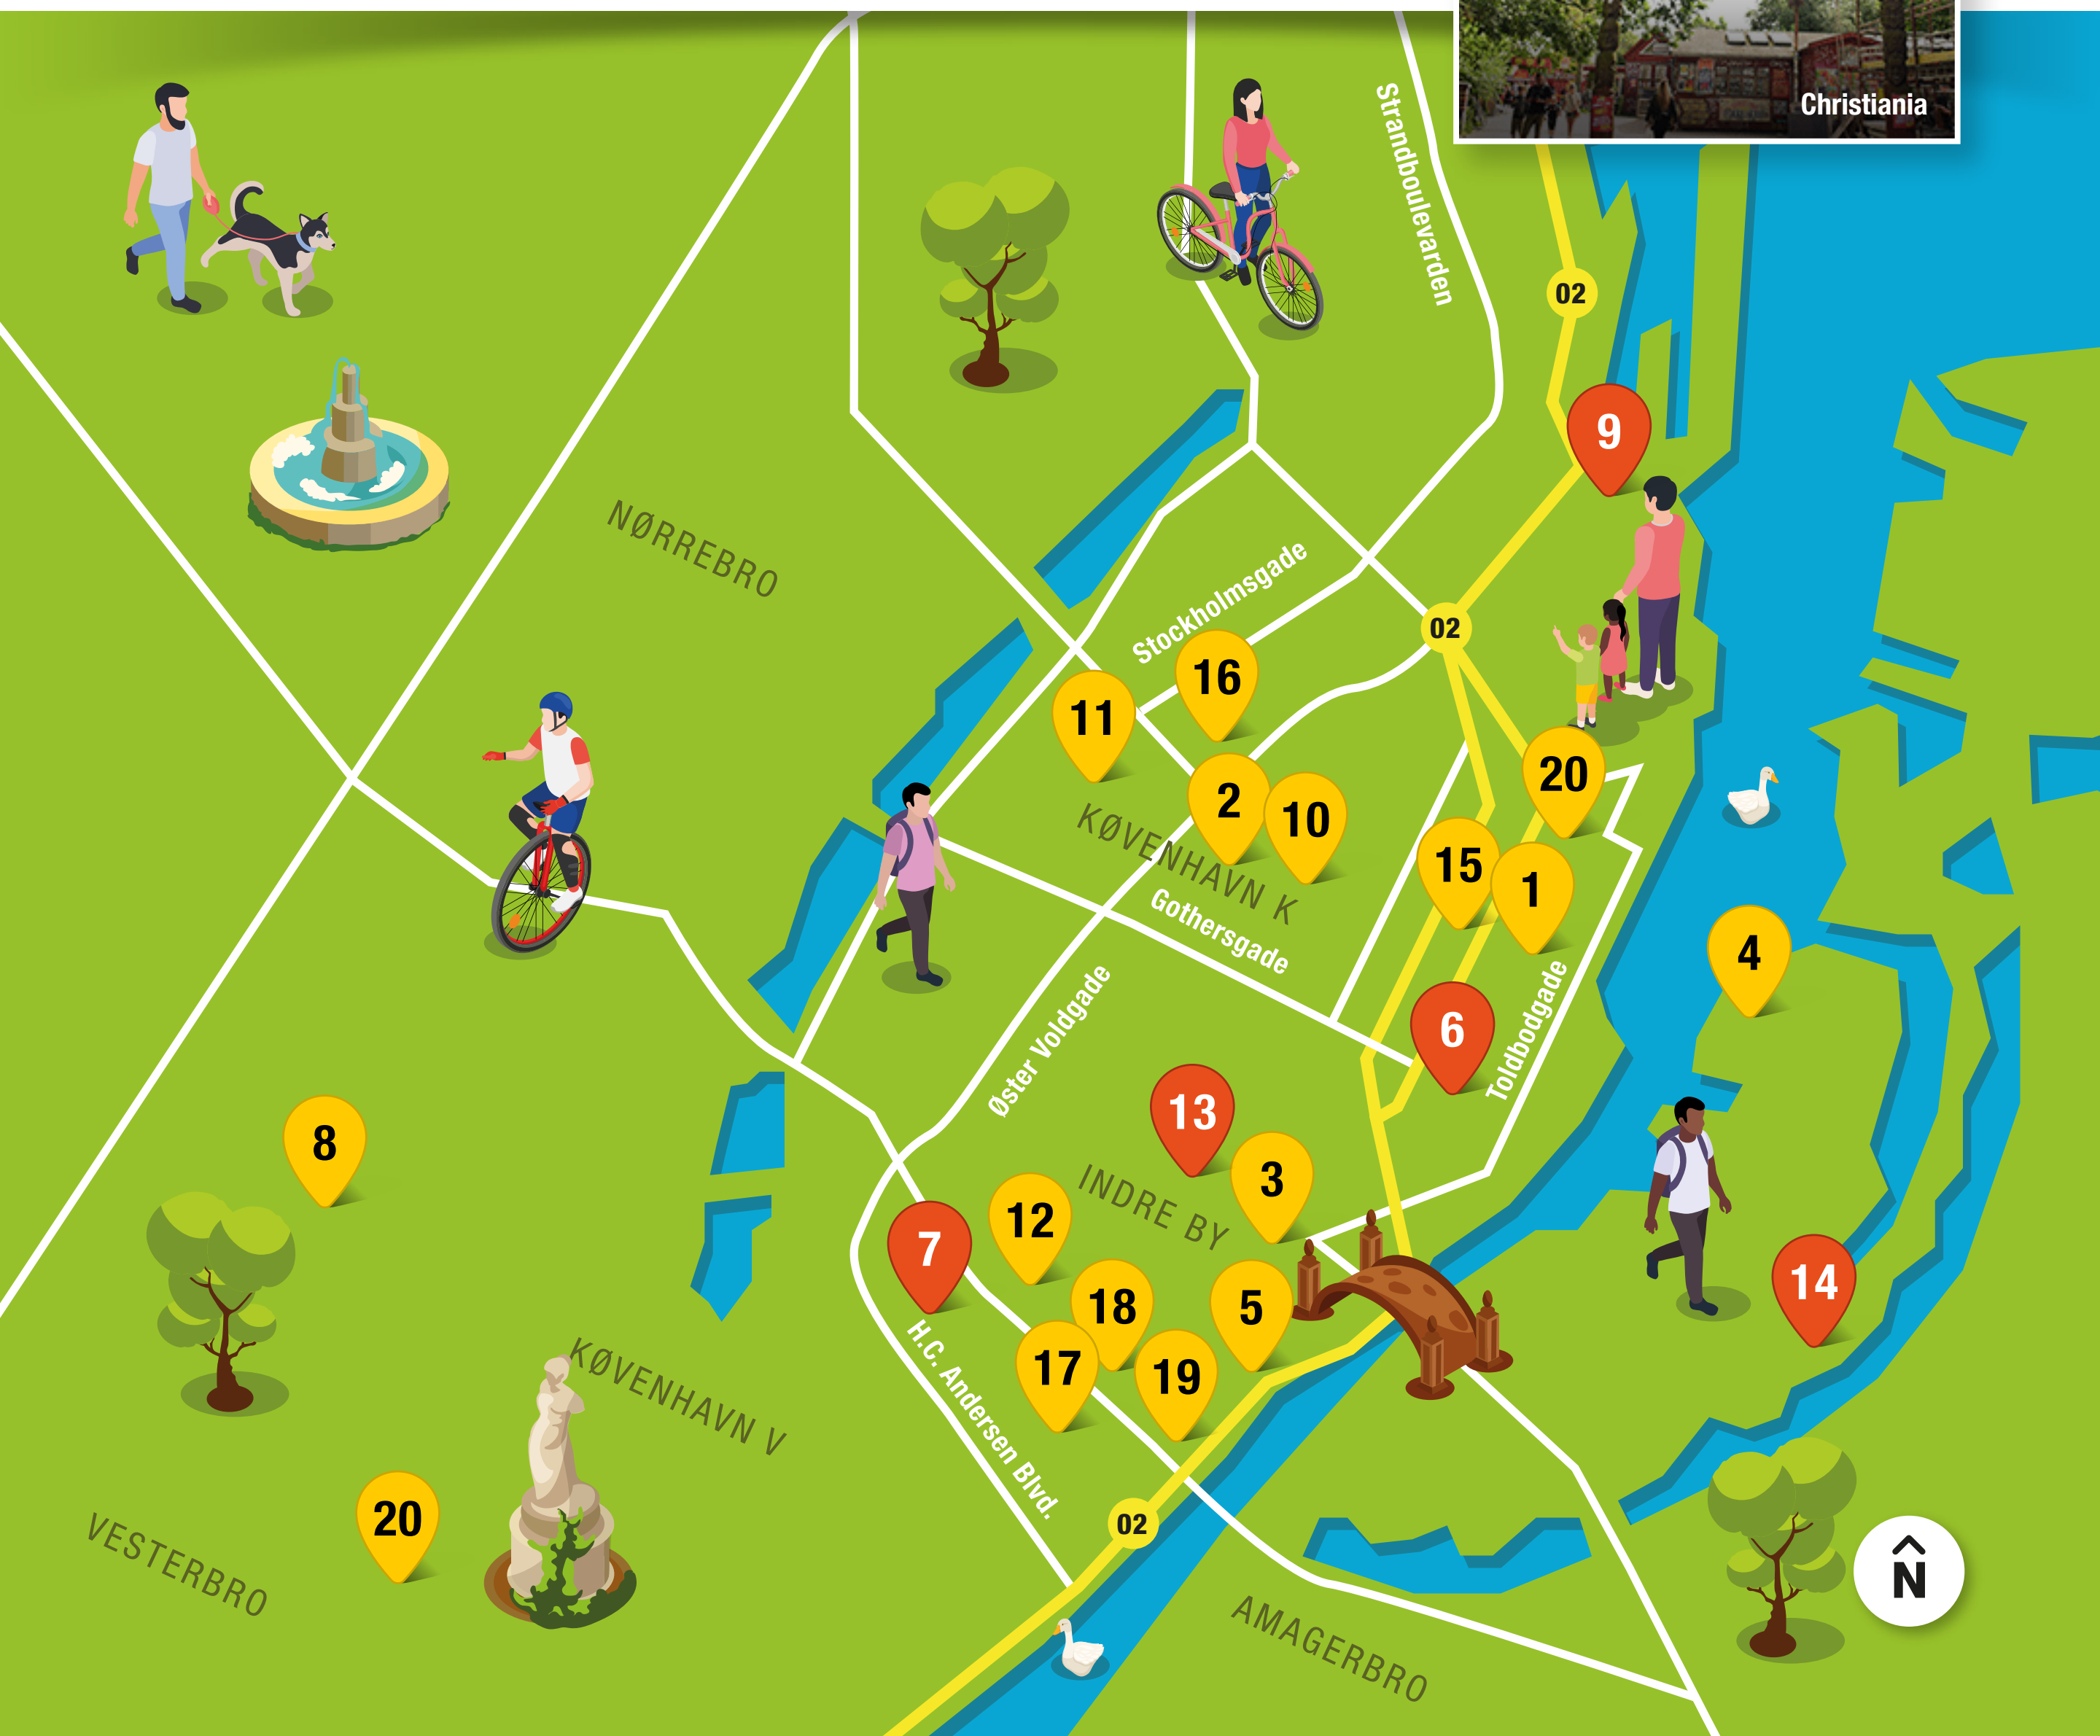 Christiania
Strandboulevarden
02
9
NØRREBRO
Stockholmsgade
02
16
11
20
2
10
KØVENHAVN K
15
1
Gothersgade
4
Øster Voldgade
6
Toldbodgade
13
8
3
INDRE BY
12
7
14
18
5
17
19
H.C. Andersen Blvd.
KØVENHAVN V
20
02
VESTERBRO
N
AMAGERBRO